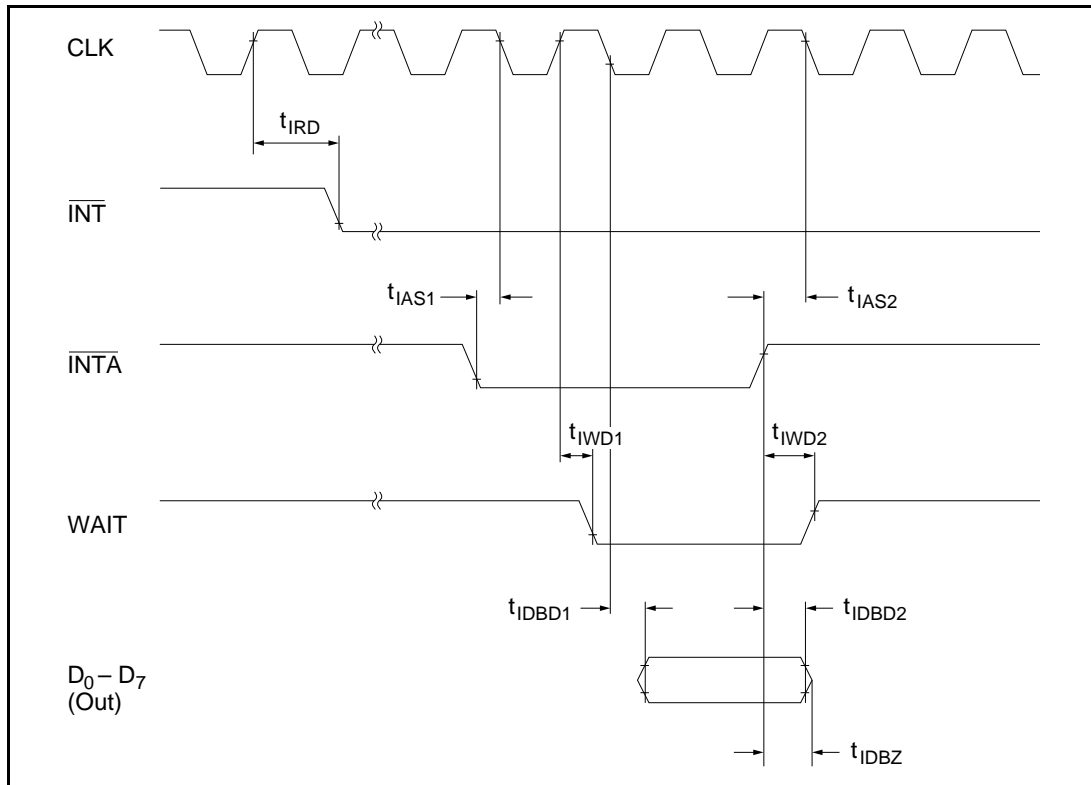 CLK
tIRD
INT
tIAS1
tIAS2
INTA
tIWD1
tIWD2
WAIT
tIDBD1
tIDBD2
D0 – D7
(Out)
tIDBZ